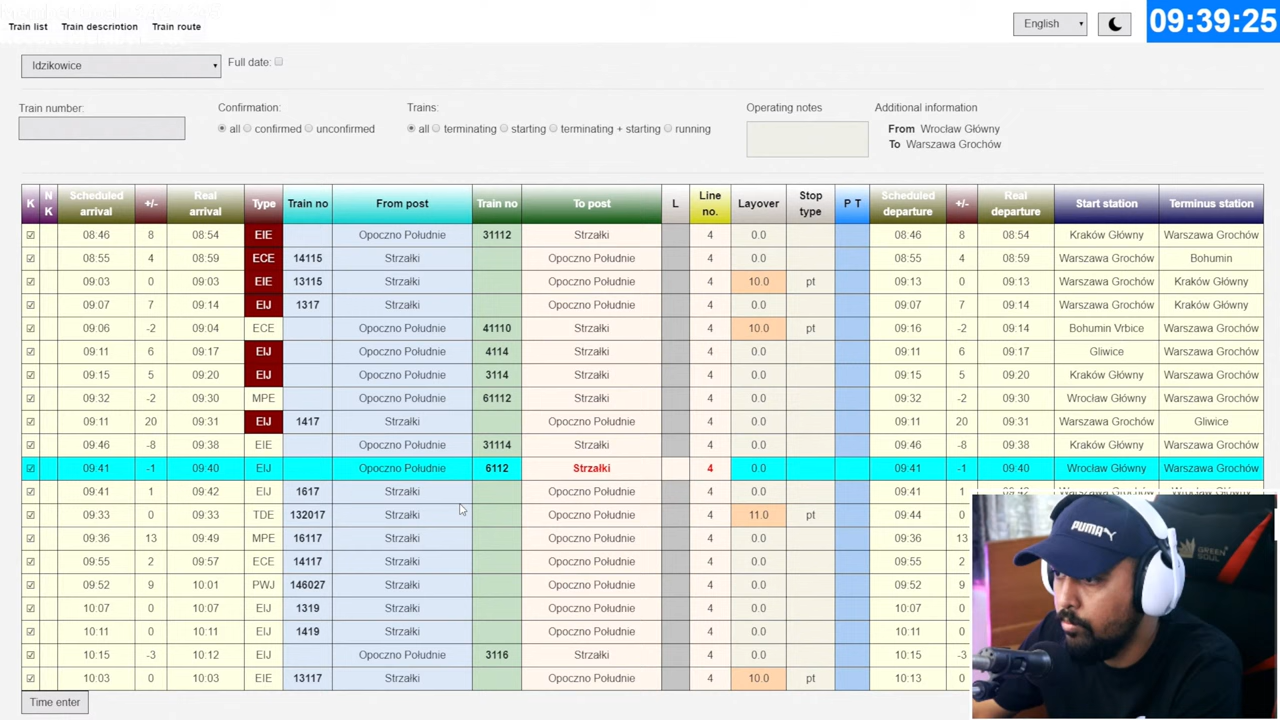 Train list Train description Train route English 09:39:25
Idzikowice Full date:
Train number: Confirmation: Trains: Operating notes Additional information
all confirmed unconfirmed all terminating starting terminating + starting running From Wrocław Główny
To Warszawa Grochów
K N K Scheduled arrival +/- Real arrival Type Train no From post Train no To post L Line no. Layover Stop type P T Scheduled departure +/- Real departure Start station Terminus station
08:46 8 08:54 EIE Opoczno Południe 31112 Strzałki 4 0.0 08:46 8 08:54 Kraków Główny Warszawa Grochów
08:55 4 08:59 ECE 14115 Strzałki Opoczno Południe 4 0.0 08:55 4 08:59 Warszawa Grochów Bohumin
09:03 0 09:03 EIE 13115 Strzałki Opoczno Południe 4 10.0 pt 09:13 0 09:13 Warszawa Grochów Kraków Główny
09:07 7 09:14 EIJ 1317 Strzałki Opoczno Południe 4 0.0 09:07 7 09:14 Warszawa Grochów Kraków Główny
09:06 -2 09:04 ECE Opoczno Południe 41110 Strzałki 4 10.0 pt 09:16 -2 09:14 Bohumin Vrbice Warszawa Grochów
09:11 6 09:17 EIJ Opoczno Południe 4114 Strzałki 4 0.0 09:11 6 09:17 Gliwice Warszawa Grochów
09:15 5 09:20 EIJ Opoczno Południe 3114 Strzałki 4 0.0 09:15 5 09:20 Kraków Główny Warszawa Grochów
09:32 -2 09:30 MPE Opoczno Południe 61112 Strzałki 4 0.0 09:32 -2 09:30 Wrocław Główny Warszawa Grochów
09:11 20 09:31 EIJ 1417 Strzałki Opoczno Południe 4 0.0 09:11 20 09:31 Warszawa Grochów Gliwice
09:46 -8 09:38 EIE Opoczno Południe 31114 Strzałki 4 0.0 09:46 -8 09:38 Kraków Główny Warszawa Grochów
09:41 -1 09:40 EIJ Opoczno Południe 6112 Strzałki 4 0.0 09:41 -1 09:40 Wrocław Główny Warszawa Grochów
09:41 1 09:42 EIJ 1617 Strzałki Opoczno Południe 4 0.0 09:41 1
09:33 0 09:33 TDE 132017 Strzałki Opoczno Południe 4 11.0 pt 09:44 0
09:36 13 09:49 MPE 16117 Strzałki Opoczno Południe 4 0.0 09:36 13
09:55 2 09:57 ECE 14117 Strzałki Opoczno Południe 4 0.0 09:55 2
09:52 9 10:01 PWJ 146027 Strzałki Opoczno Południe 4 0.0 09:52 9
10:07 0 10:07 EIJ 1319 Strzałki Opoczno Południe 4 0.0 10:07 0
10:11 0 10:11 EIJ 1419 Strzałki Opoczno Południe 4 0.0 10:11 0
10:15 -3 10:12 EIJ Opoczno Południe 3116 Strzałki 4 0.0 10:15 -3
10:03 0 10:03 EIE 13117 Strzałki Opoczno Południe 4 10.0 pt 10:13 0
Time enter
PUMA
GREEN SOUL